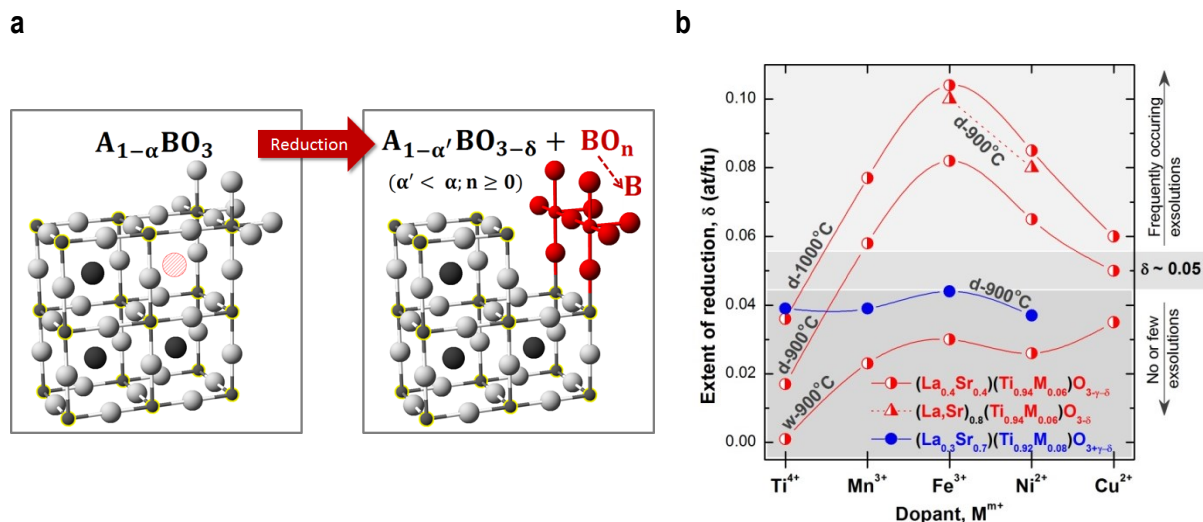 a
A₁₋αBO₃
Reduction
A₁₋α′BO₃₋δ + BOₙ
(α′ < α; n ≥ 0)
B
b
Extent of reduction, δ (at/fu)
0.10
0.08
0.06
0.04
0.02
0.00
d-1000°C
d-900°C
w-900°C
d-900°C
d-900°C
(La₀.₄Sr₀.₄)(Ti₀.₉₄M₀.₀₆)O₃₋γ₋δ
(La,Sr)₀.₈(Ti₀.₉₄M₀.₀₆)O₃₋δ
(La₀.₃Sr₀.₇)(Ti₀.₉₂M₀.₀₈)O₃₊γ₋δ
Ti⁴⁺ Mn³⁺ Fe³⁺ Ni²⁺ Cu²⁺
Dopant, Mᵐ⁺
Frequently occuring
exsolutions
δ ~ 0.05
No or few
exsolutions